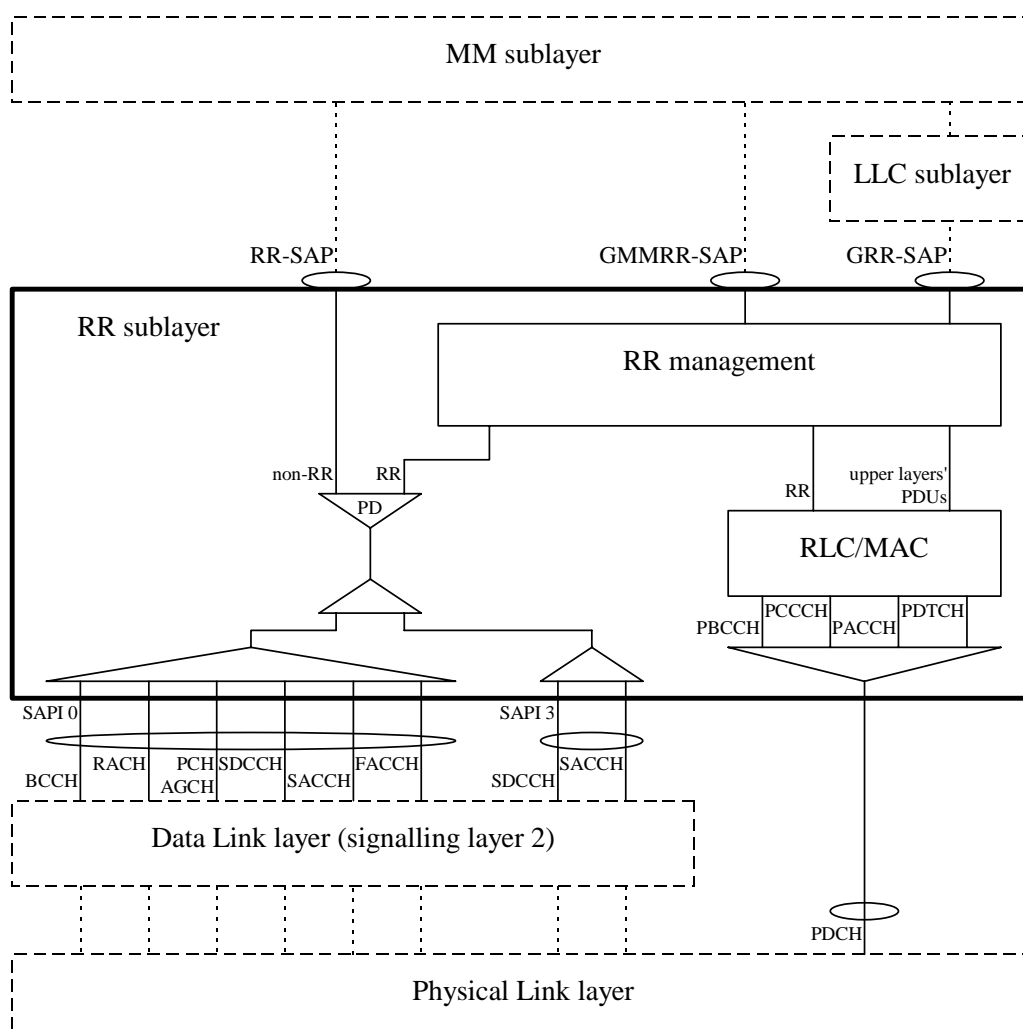 MM sublayer
LLC sublayer
RR-SAP
GMMRR-SAP
GRR-SAP
RR sublayer
RR management
non-RR
RR
PD
RR
upper layers'
PDUs
RLC/MAC
PBCCH
PCCCH
PACCH
PDTCH
SAPI 0
SAPI 3
BCCH
RACH
PCH
AGCH
SDCCH
SACCH
FACCH
SDCCH
SACCH
Data Link layer (signalling layer 2)
PDCH
Physical Link layer